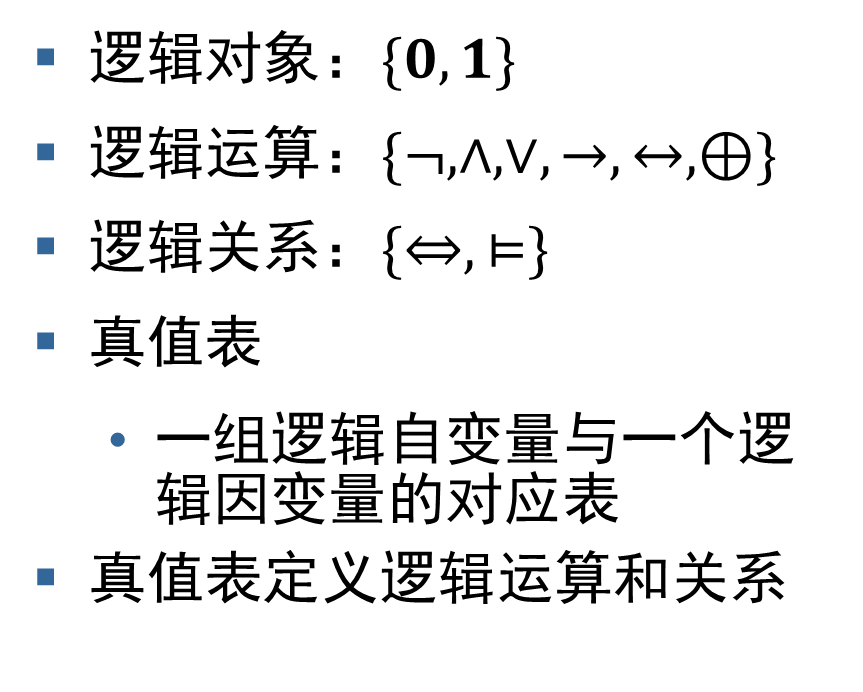 ▪ 逻辑对象：{𝟎, 𝟏}
▪ 逻辑运算：{¬,∧,∨, →, ↔,⊕}
▪ 逻辑关系：{⇔, ⊨}
▪ 真值表
• 一组逻辑自变量与一个逻
辑因变量的对应表
▪ 真值表定义逻辑运算和关系